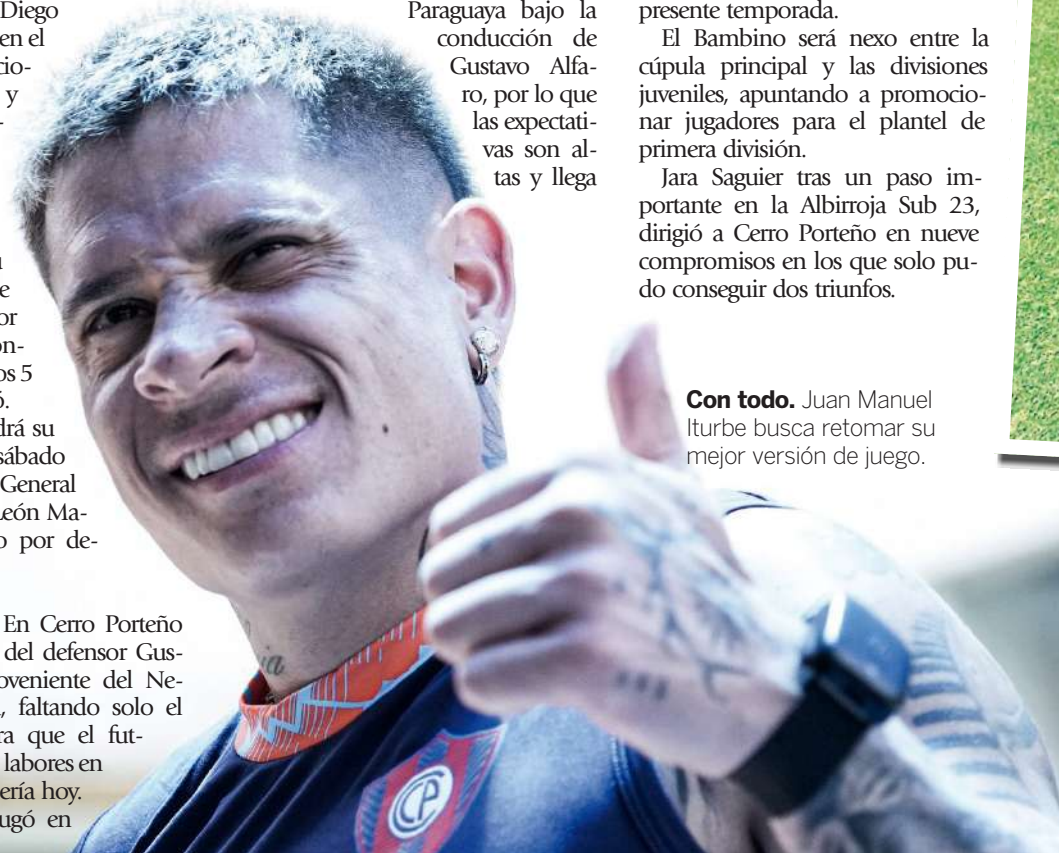 Diego
en el
cio-
y
-
e
or
on-
os 5
ó.
drá su
sábado
General
León Ma-
o por de-
En Cerro Porteño
del defensor Gus-
oveniente del Ne-
, faltando solo el
ra que el fut-
labores en
ería hoy.
ugó en
Paraguaya bajo la
conducción de
Gustavo Alfa-
ro, por lo que
las expectati-
vas son al-
tas y llega
presente temporada.
El Bambino será nexo entre la
cúpula principal y las divisiones
juveniles, apuntando a promocio-
nar jugadores para el plantel de
primera división.
Jara Saguier tras un paso im-
portante en la Albirroja Sub 23,
dirigió a Cerro Porteño en nueve
compromisos en los que solo pu-
do conseguir dos triunfos.
Con todo. Juan Manuel
Iturbe busca retomar su
mejor versión de juego.
CCP